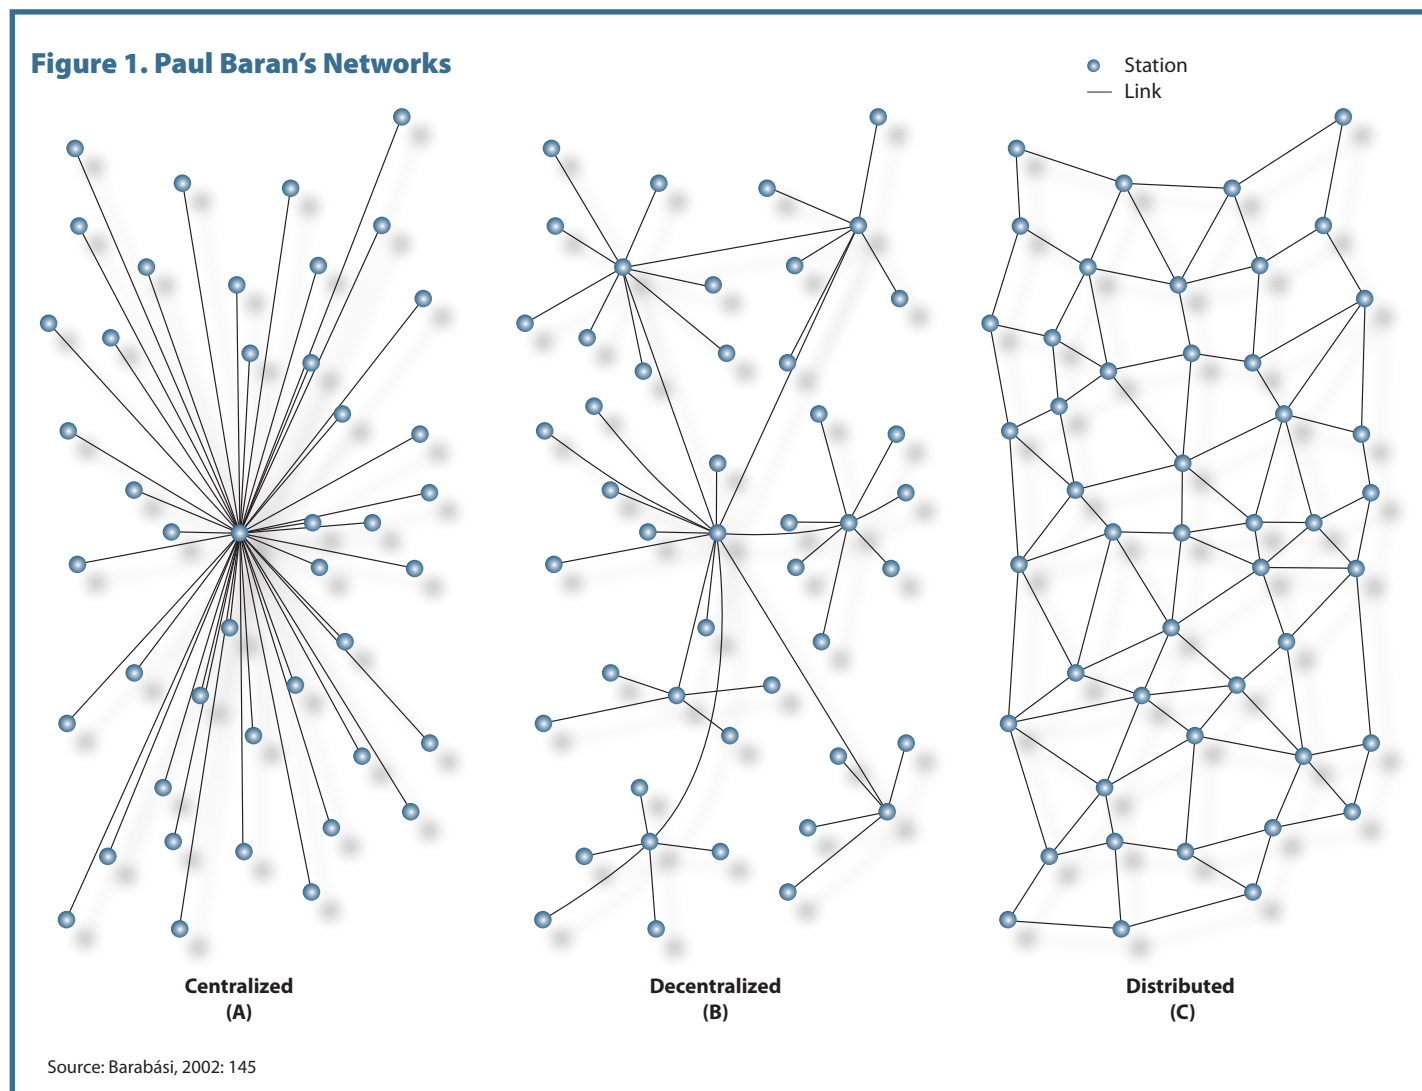 Figure 1. Paul Baran’s Networks
Station
Link
Centralized
(A)
Decentralized
(B)
Distributed
(C)
Source: Barabási, 2002: 145